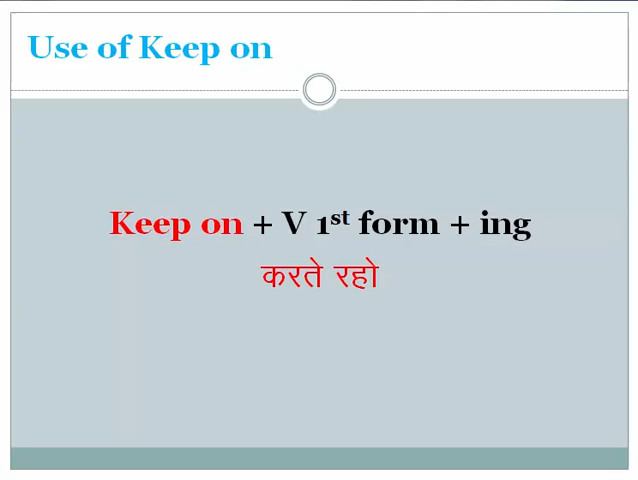 Use of Keep on
Keep on + V 1st form + ing
करते रहो